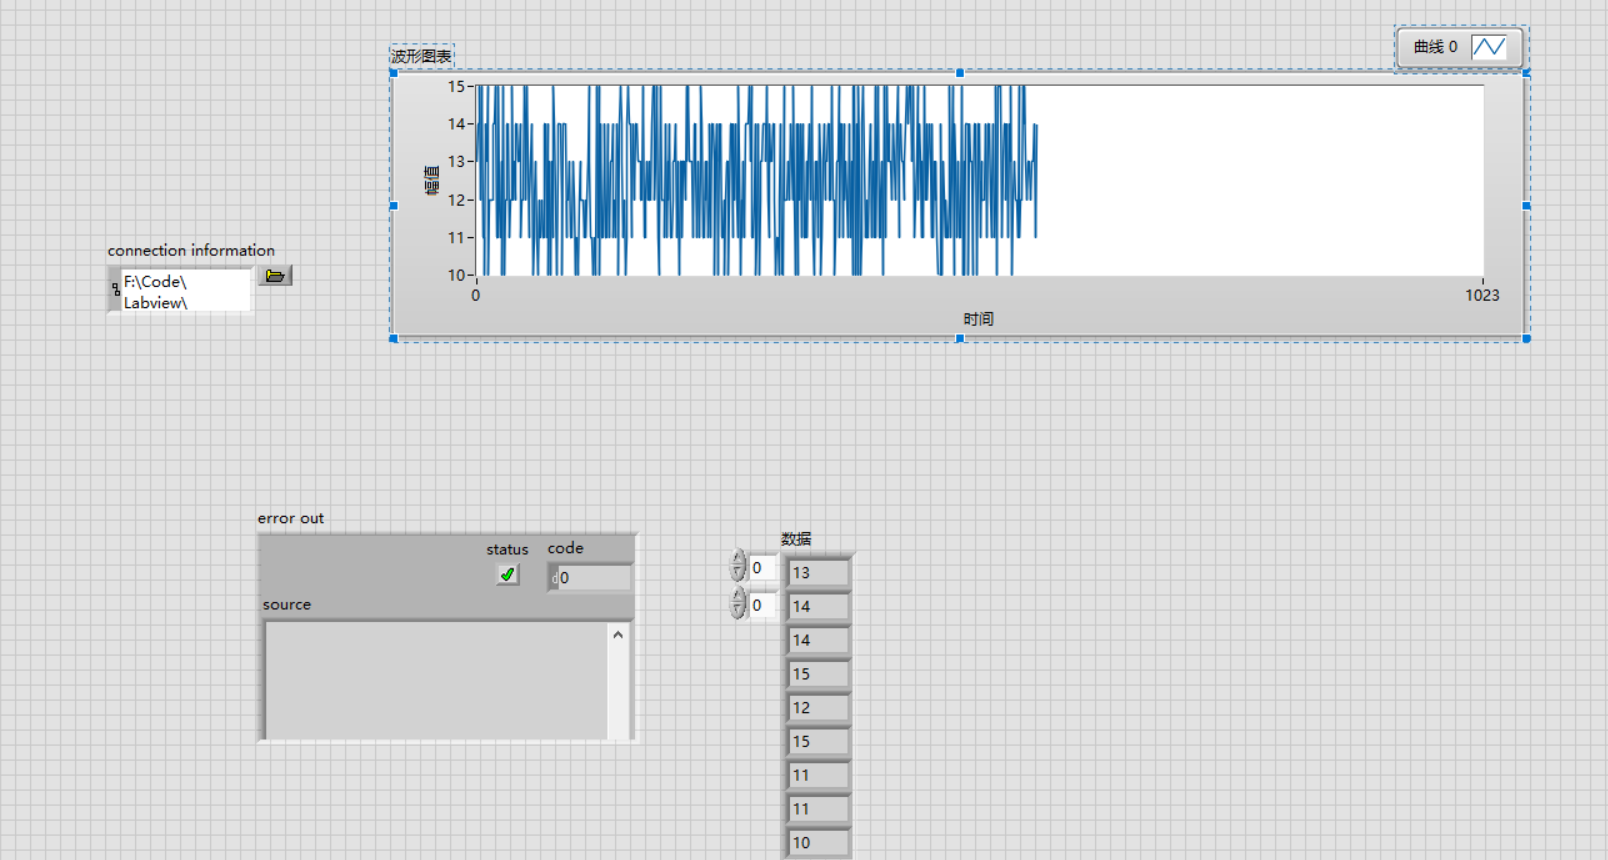 波形图表
曲线 0
15
14
13
12
11
10
幅值
0
1023
时间
connection information
F:\Code\
Labview\
error out
status
code
d 0
source
数据
0
0
13
14
14
15
12
15
11
11
10